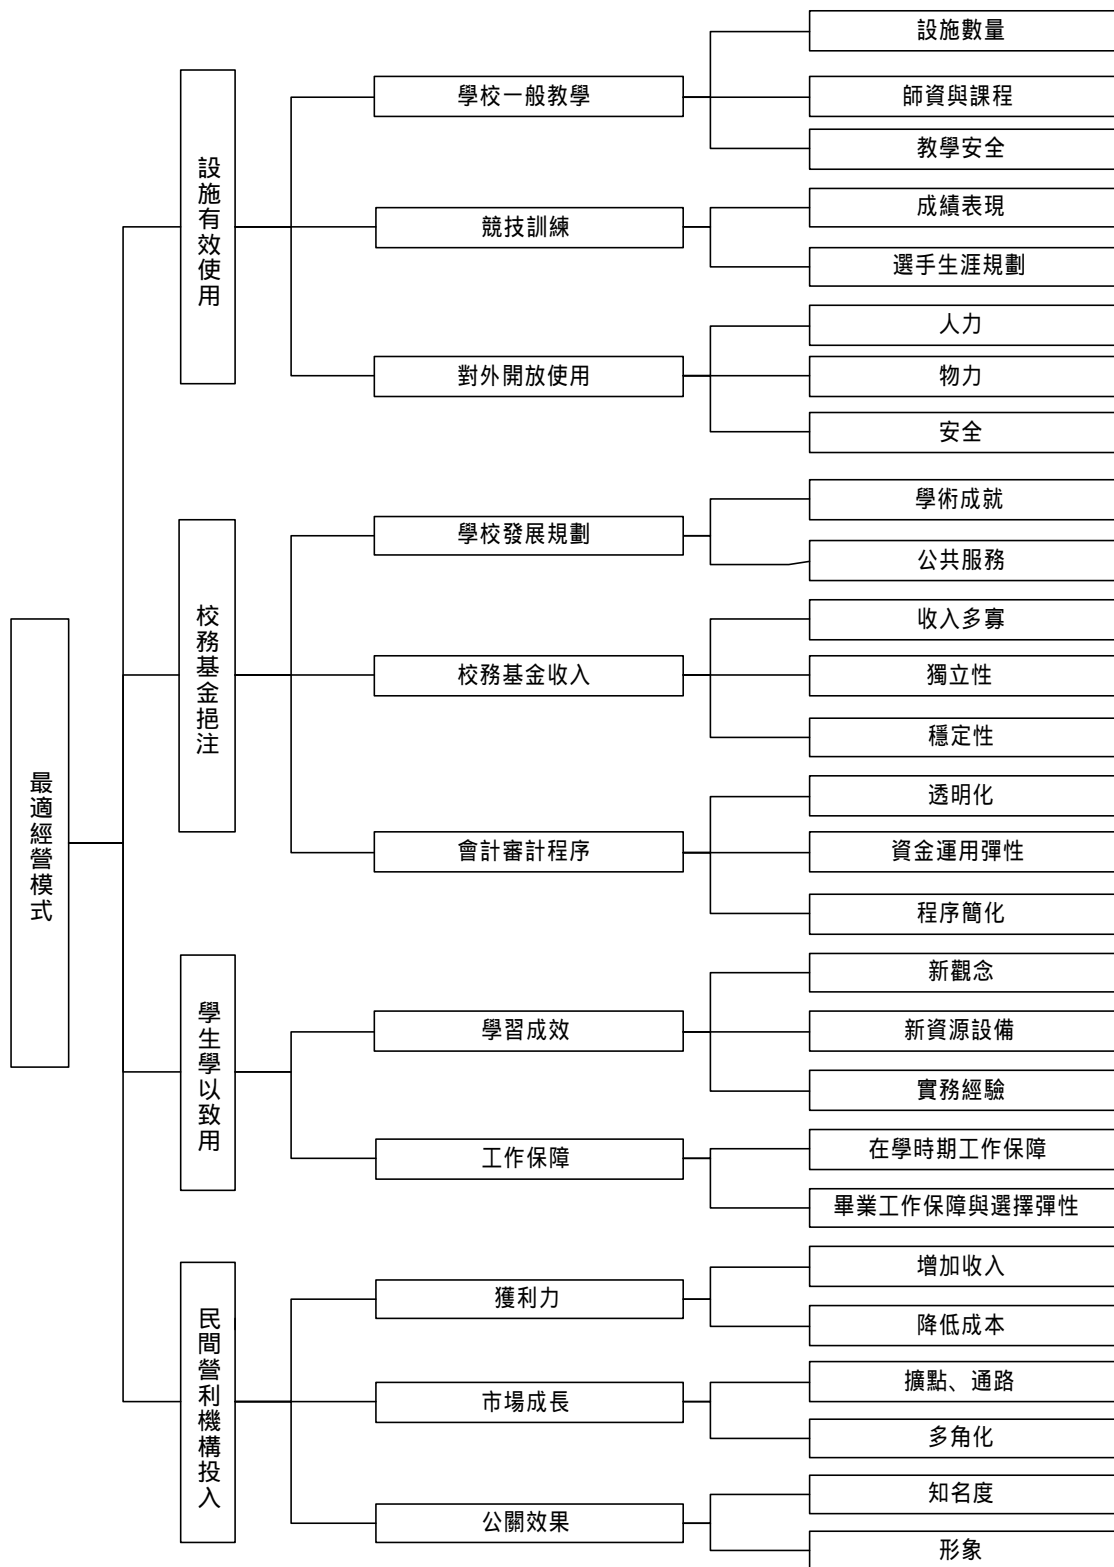 最適經營模式
設施有效使用
學校一般教學
設施數量
師資與課程
教學安全
競技訓練
成績表現
選手生涯規劃
對外開放使用
人力
物力
安全
校務基金挹注
學校發展規劃
學術成就
公共服務
校務基金收入
收入多寡
獨立性
穩定性
會計審計程序
透明化
資金運用彈性
程序簡化
學生學以致用
學習成效
新觀念
新資源設備
實務經驗
工作保障
在學時期工作保障
畢業工作保障與選擇彈性
民間營利機構投入
獲利力
增加收入
降低成本
市場成長
擴點、通路
多角化
公關效果
知名度
形象